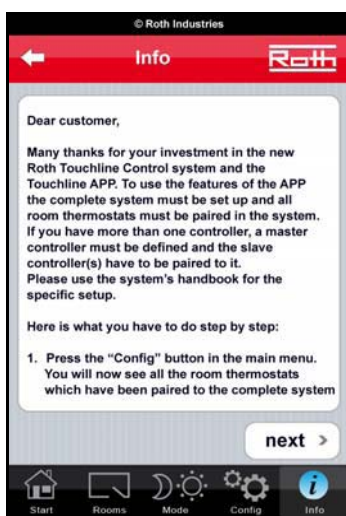 © Roth Industries
Info
Roth
Dear customer,
Many thanks for your investment in the new
Roth Touchline Control system and the
Touchline APP. To use the features of the APP
the complete system must be set up and all
room thermostats must be paired in the system.
If you have more than one controller, a master
controller must be defined and the slave
controller(s) have to be paired to it.
Please use the system's handbook for the
specific setup.
Here is what you have to do step by step:
1. Press the “Config” button in the main menu.
You will now see all the room thermostats
which have been paired to the complete system
next >
Start Rooms Mode Config Info